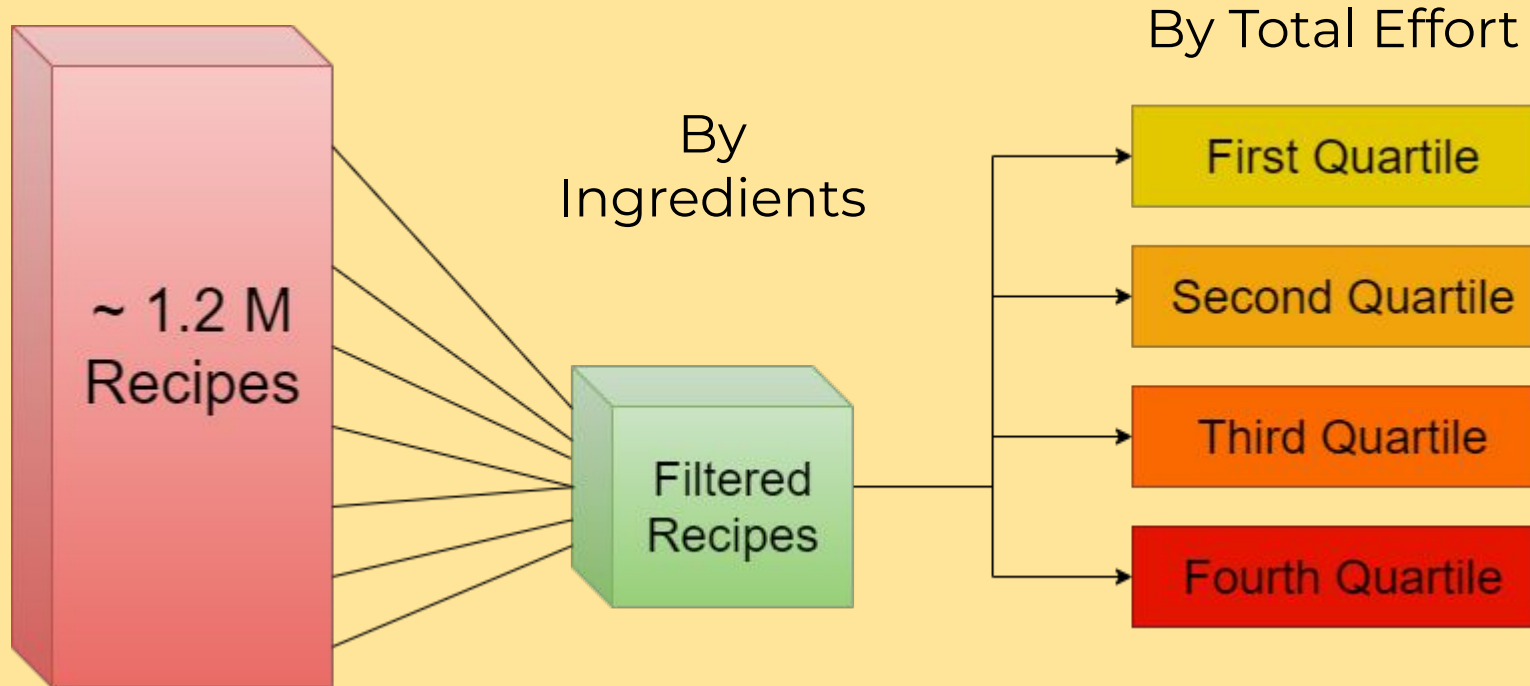 ~ 1.2 M
Recipes
By
Ingredients
Filtered
Recipes
By Total Effort
First Quartile
Second Quartile
Third Quartile
Fourth Quartile